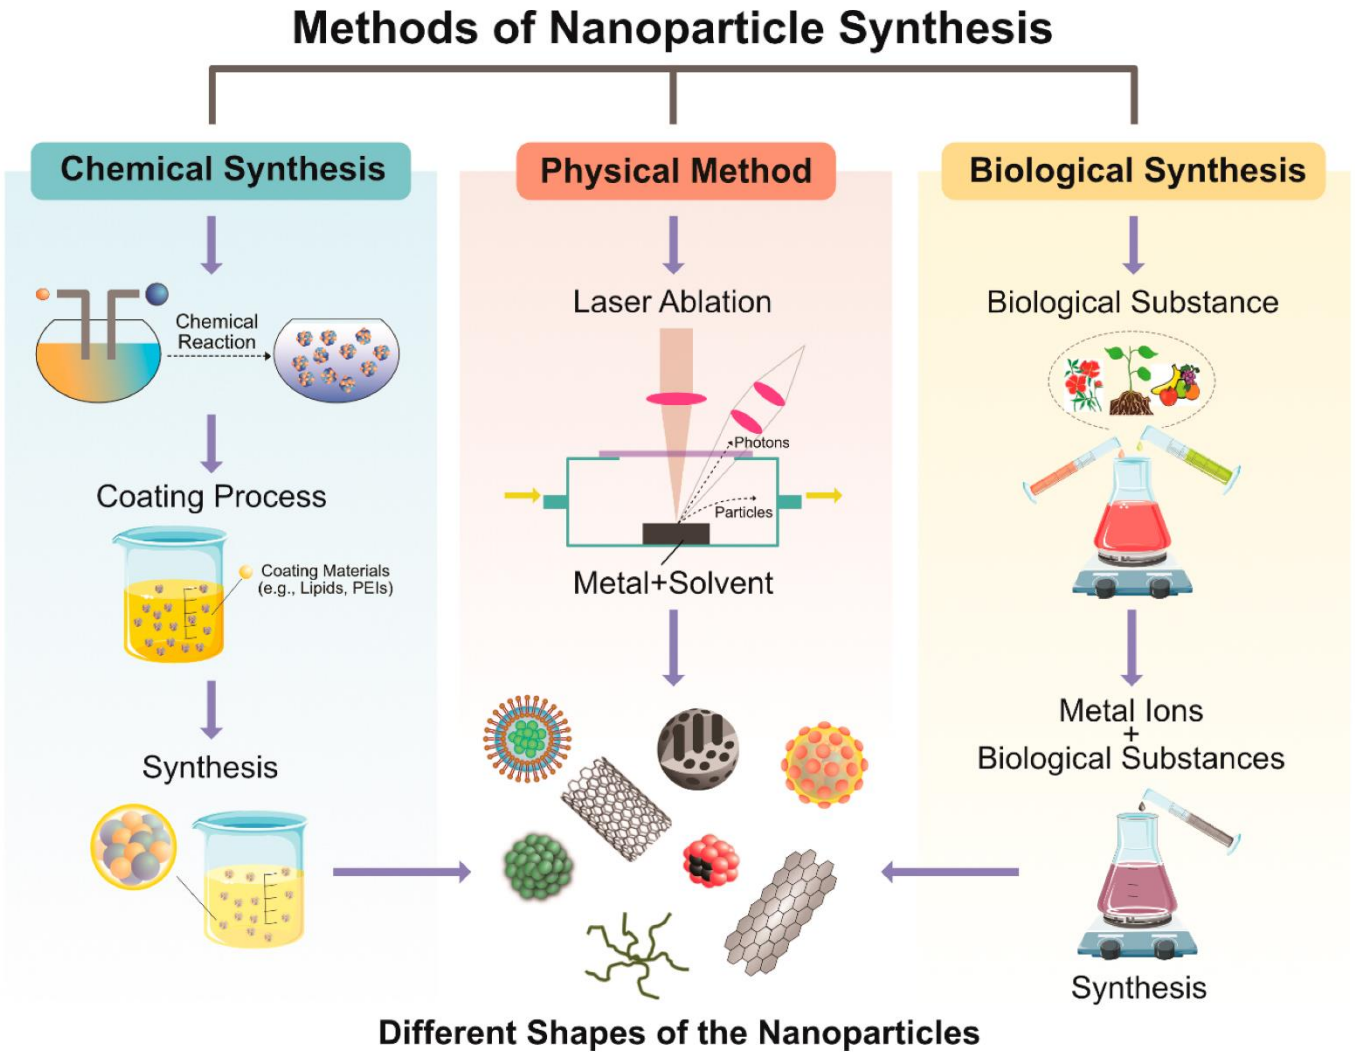 Methods of Nanoparticle Synthesis
Chemical Synthesis
Chemical
Reaction
Coating Process
Coating Materials
(e.g., Lipids, PEIs)
Synthesis
Physical Method
Laser Ablation
Photons
Particles
Metal+Solvent
Biological Synthesis
Biological Substance
Metal Ions
+
Biological Substances
Synthesis
Different Shapes of the Nanoparticles